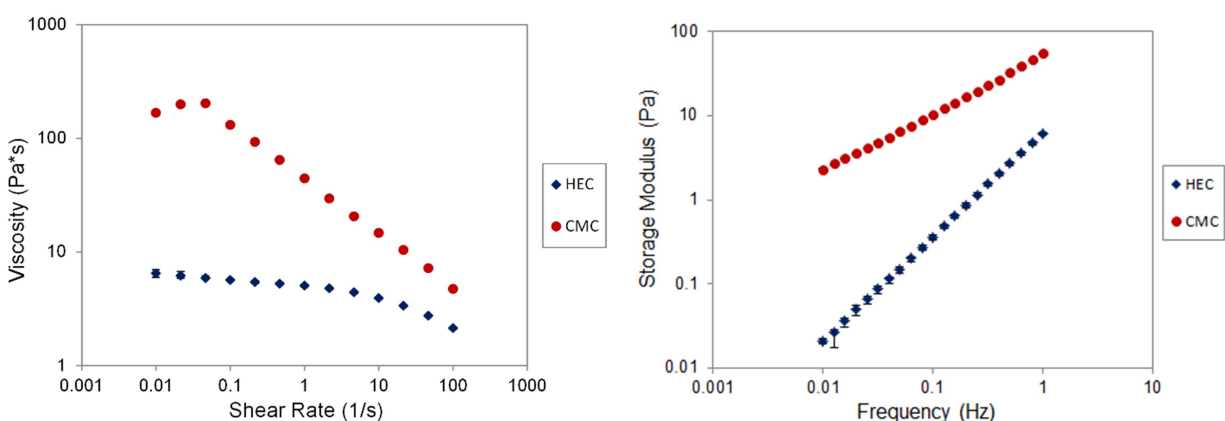 1000
100
10
1
Viscosity (Pa*s)
0.001 0.01 0.1 1 10 100 1000
Shear Rate (1/s)
HEC
CMC
100
10
1
0.1
0.01
Storage Modulus (Pa)
0.001 0.01 0.1 1 10
Frequency (Hz)
HEC
CMC